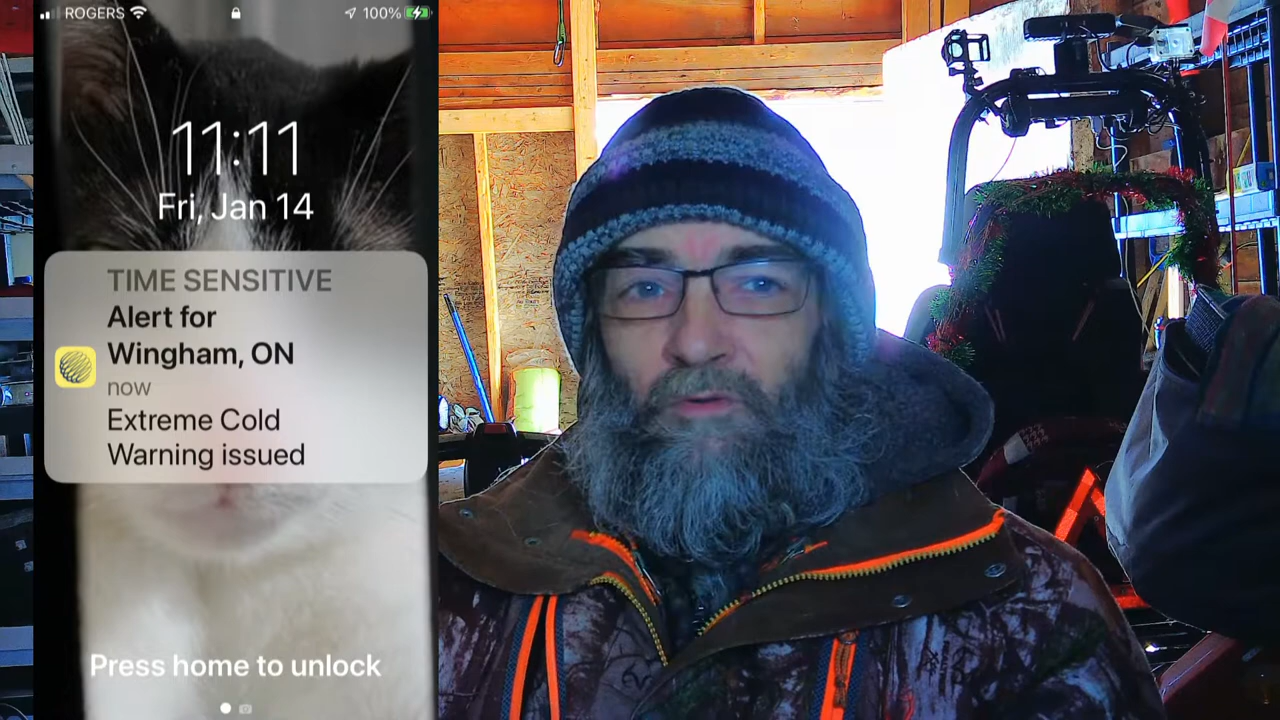 ROGERS 100%
11:11
Fri, Jan 14
TIME SENSITIVE
Alert for
Wingham, ON
now
Extreme Cold
Warning issued
Press home to unlock